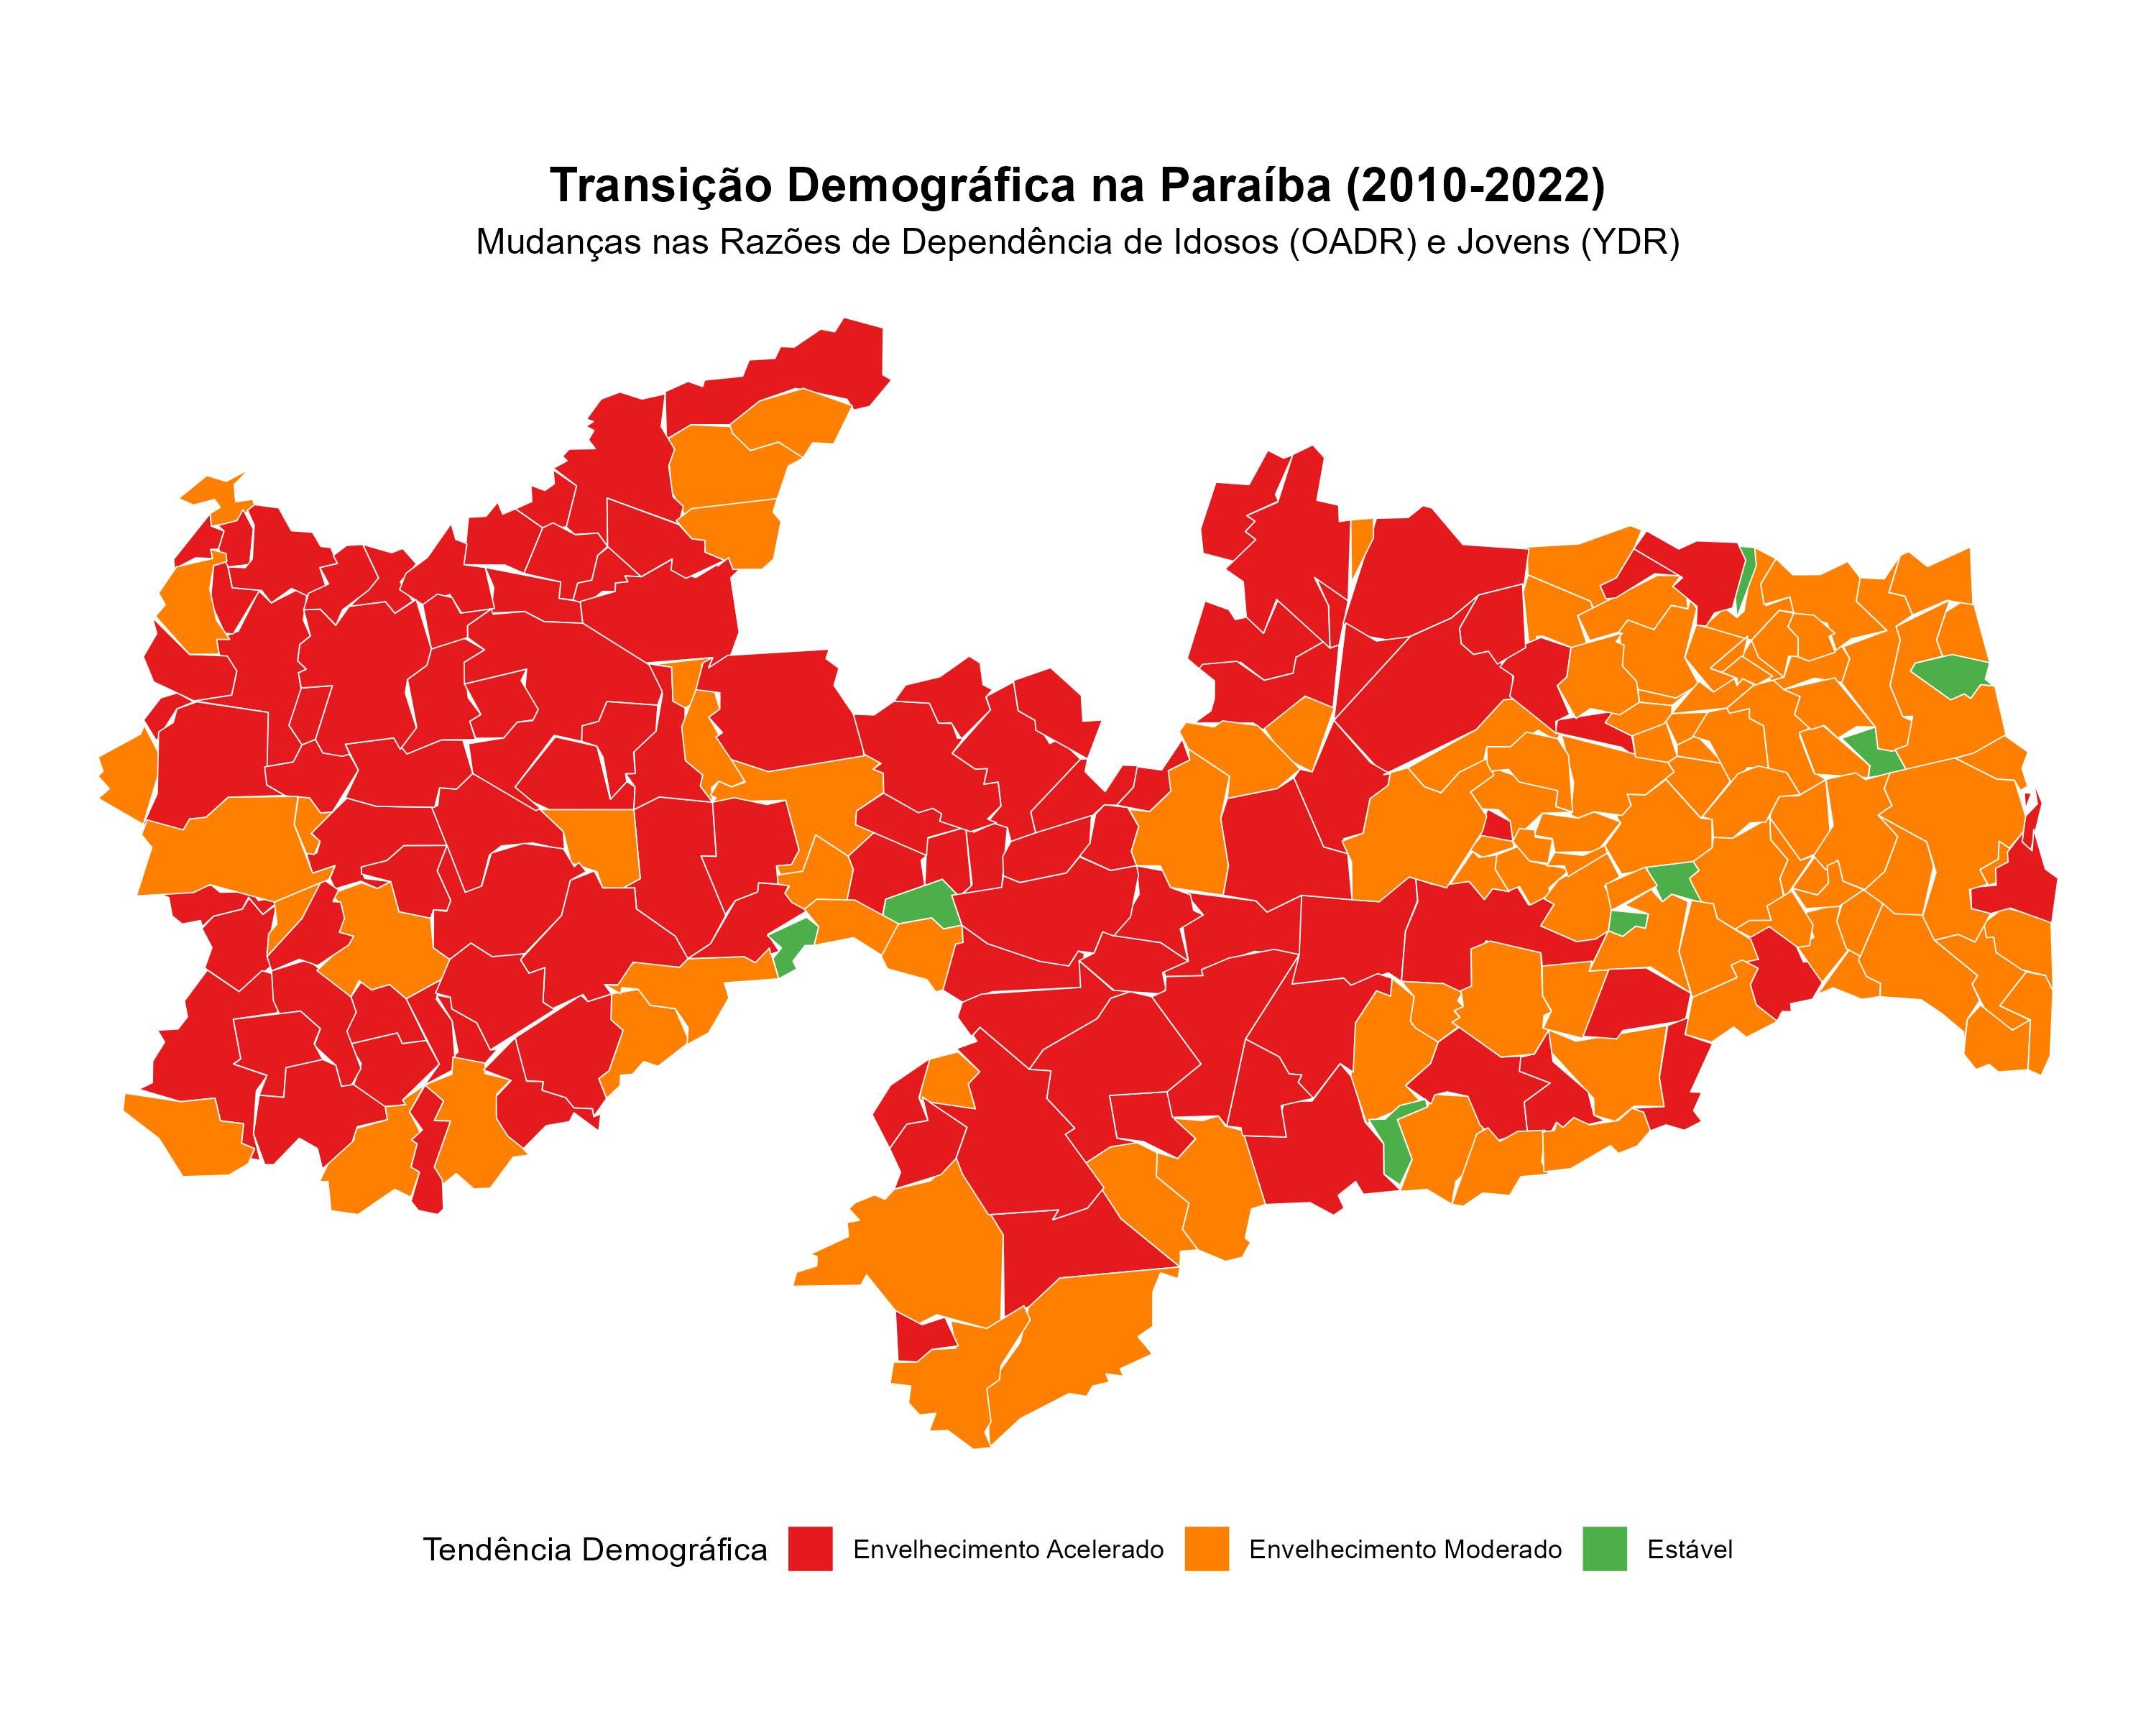 Transição Demográfica na Paraíba (2010-2022)
Mudanças nas Razões de Dependência de Idosos (OADR) e Jovens (YDR)
Tendência Demográfica Envelhecimento Acelerado Envelhecimento Moderado Estável